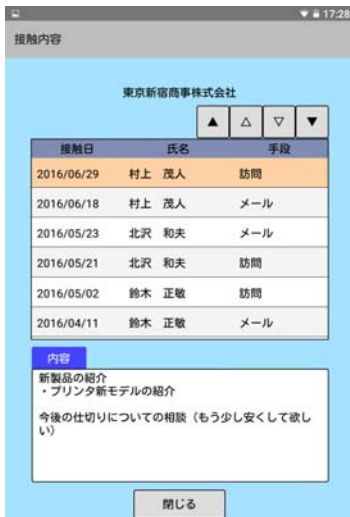 17:28
接触内容
東京新宿商事株式会社
▲ △ ▽ ▼
接触日 氏名 手段
2016/06/29 村上 茂人 訪問
2016/06/18 村上 茂人 メール
2016/05/23 北沢 和夫 メール
2016/05/21 北沢 和夫 訪問
2016/05/02 鈴木 正敏 訪問
2016/04/11 鈴木 正敏 メール
内容
新製品の紹介
・プリンタ新モデルの紹介
今後の仕切りについての相談（もう少し安くして欲し
い）
閉じる